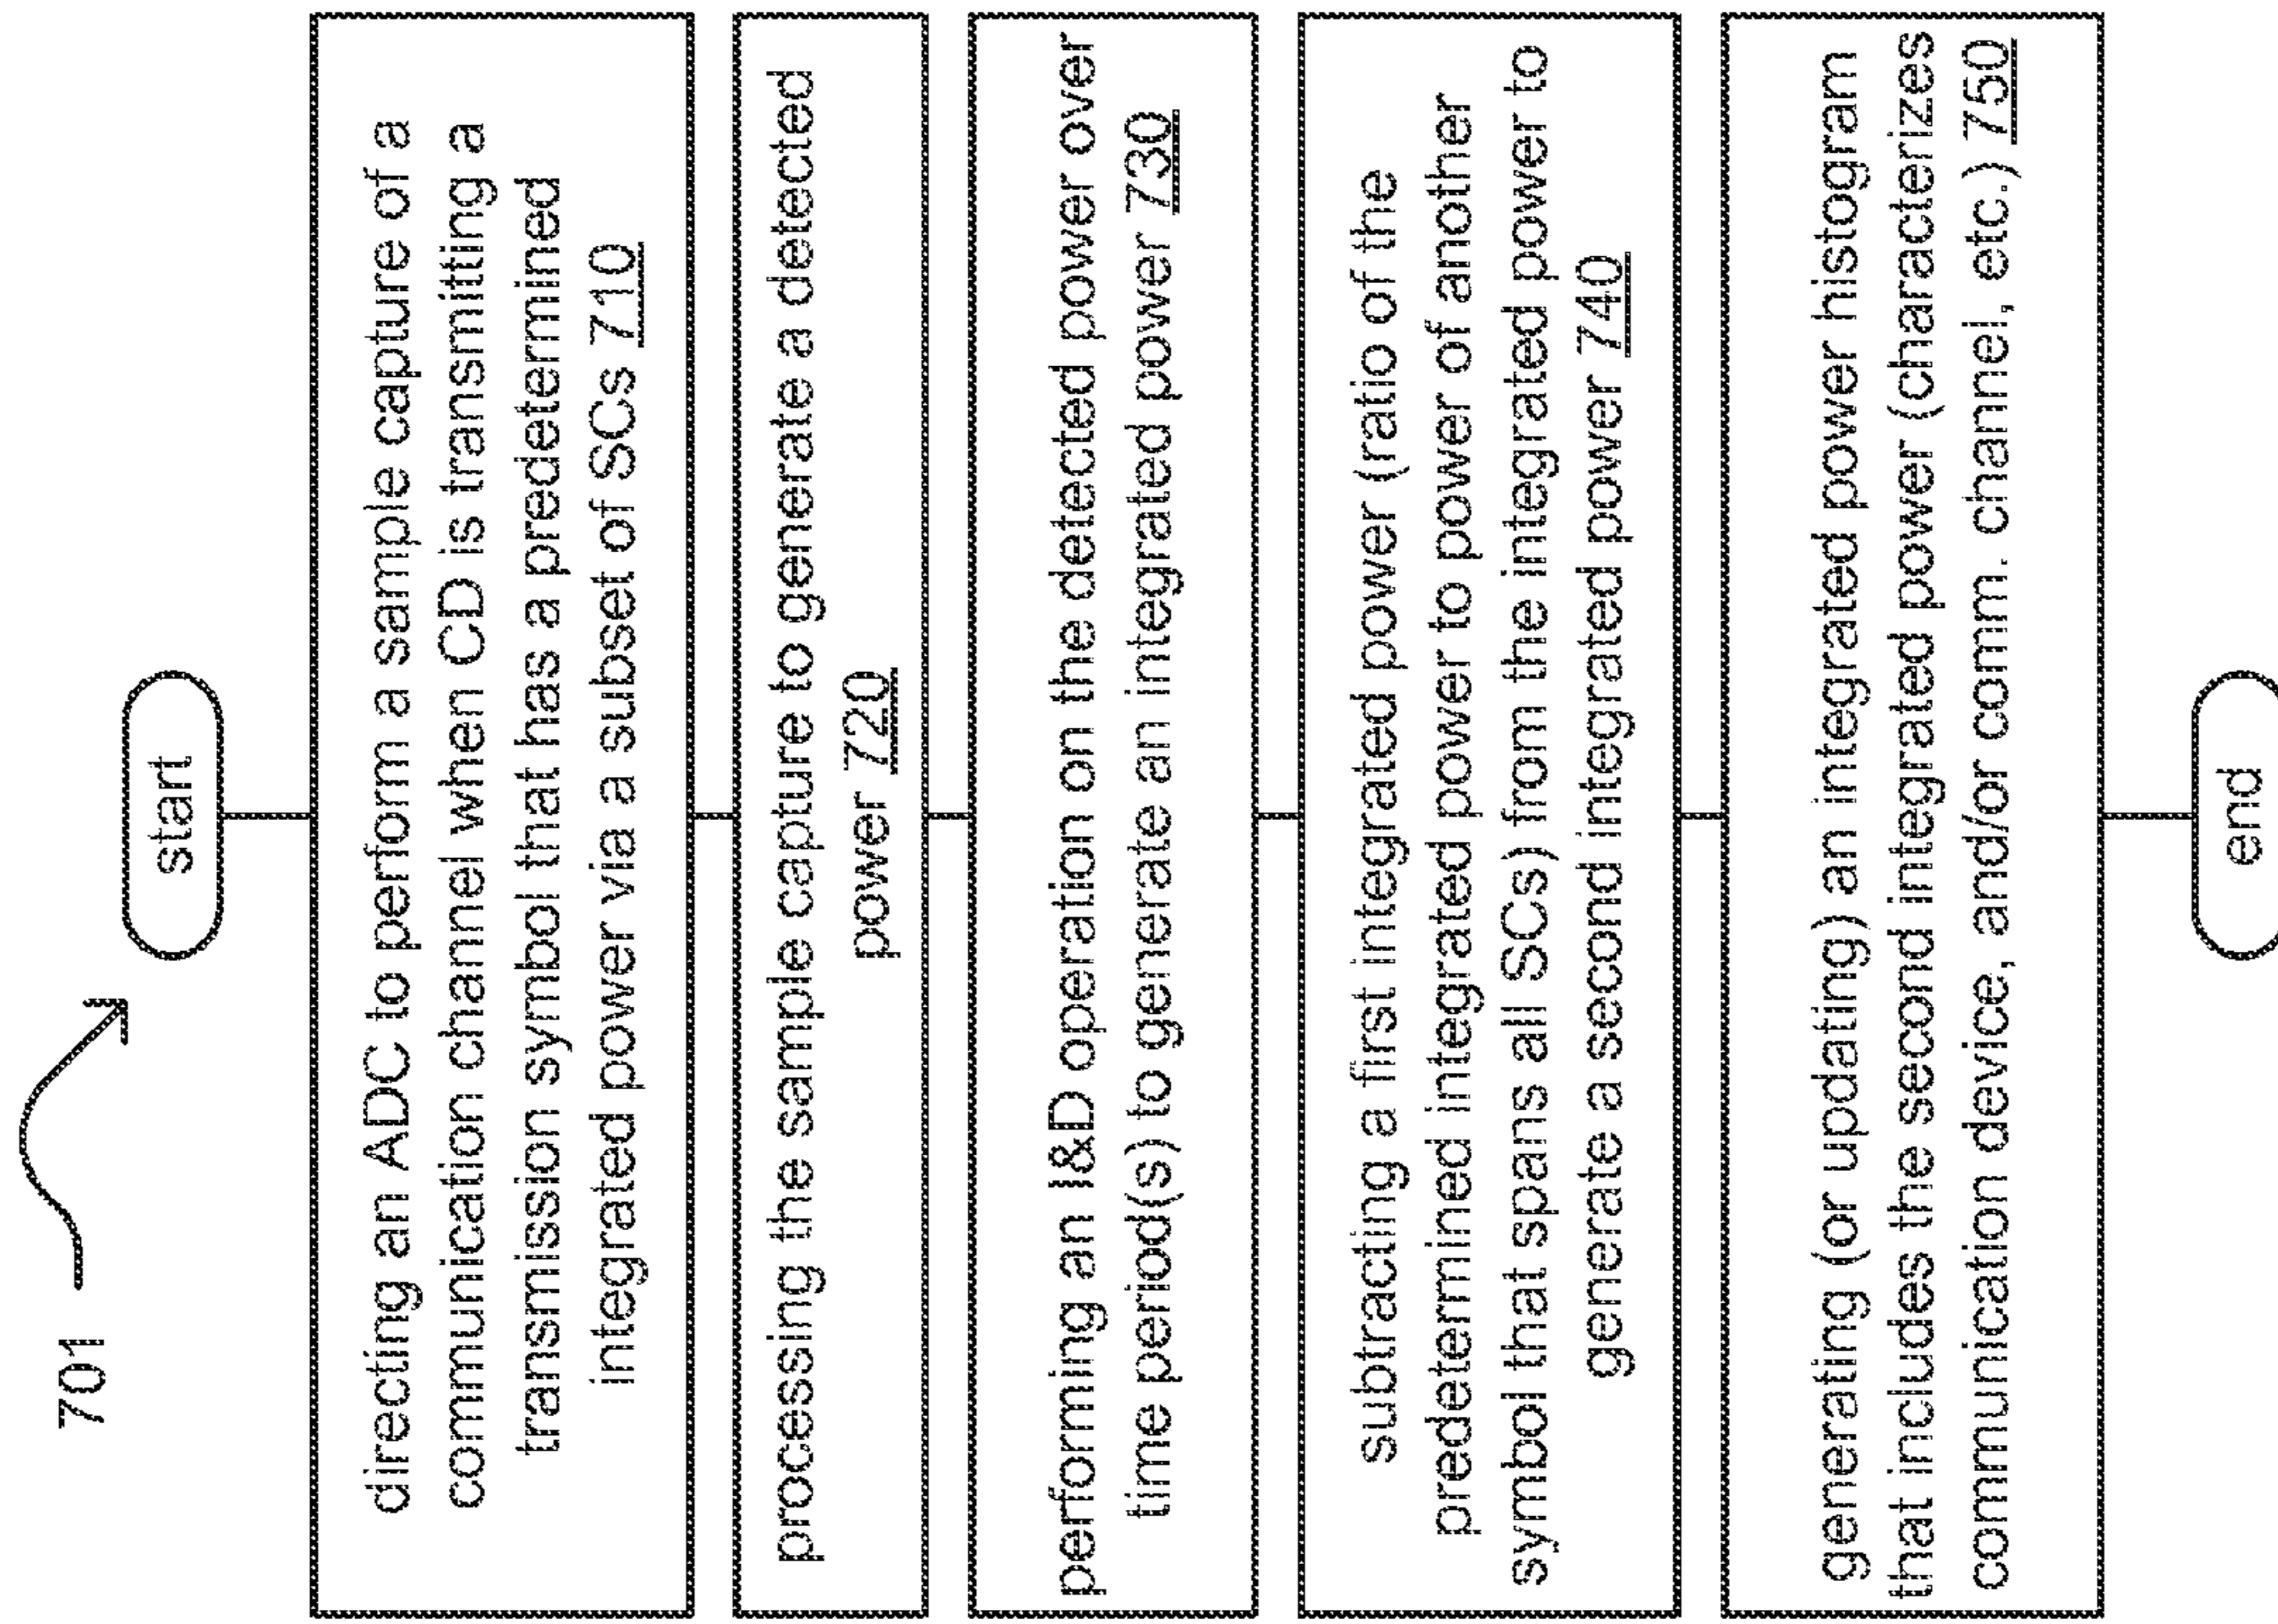 701
start
directing an ADC to perform a sample capture of a
communication channel when CD is transmitting a
transmission symbol that has a predetermined
integrated power via a subset of SCs 710
processing the sample capture to generate a detected
power 720
performing an I&D operation on the detected power over
time period(s) to generate an integrated power 730
subtracting a first integrated power (ratio of the
predetermined integrated power to power of another
symbol that spans all SCs) from the integrated power to
generate a second integrated power 740
generating (or updating) an integrated power histogram
that includes the second integrated power (characterizes
communication device, and/or comm. channel, etc.) 750
end